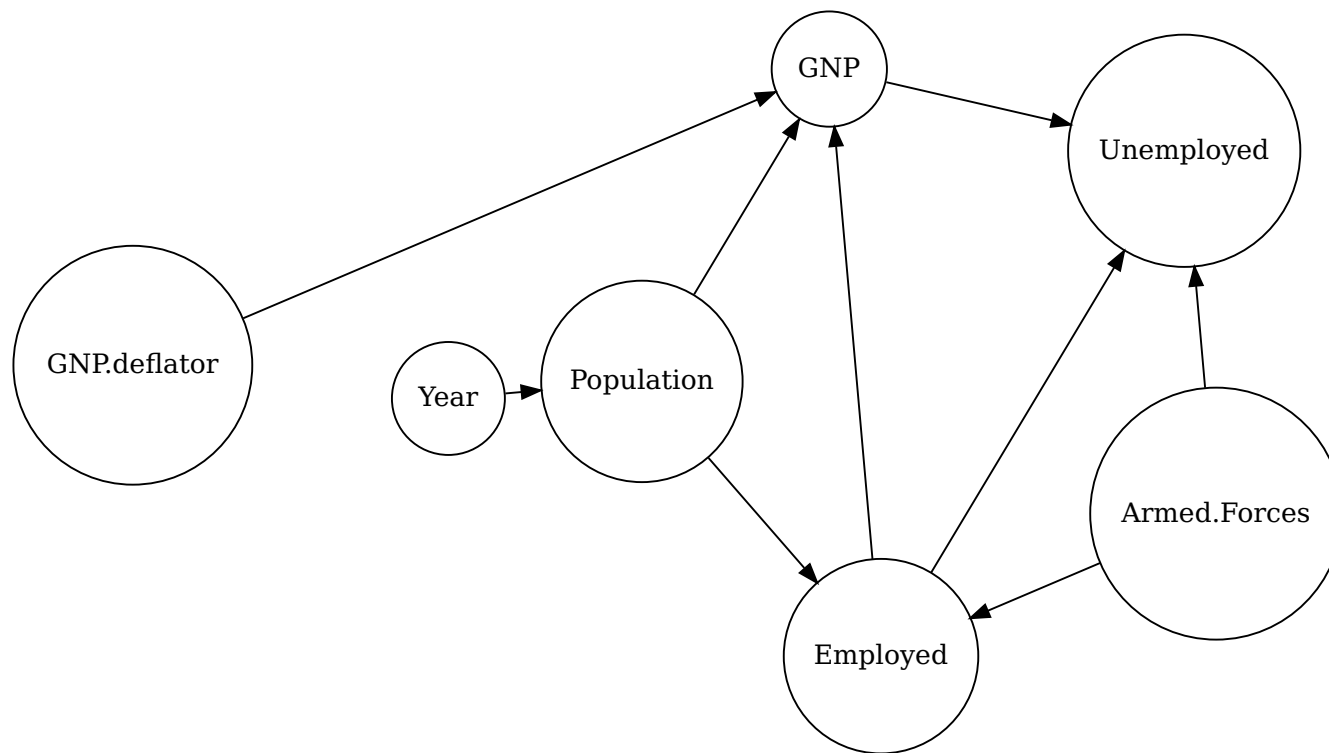 GNP
Unemployed
GNP.deflator
Year
Population
Armed.Forces
Employed